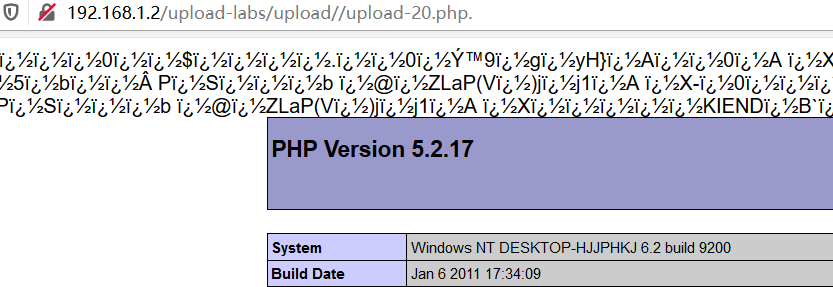 192.168.1.2/upload-labs/upload//upload-20.php.
�ï¿½ï¿½0ï¿½ï¿½$ï¿½ï¿½ï¿½ï¿½.ï¿½ï¿½0ï¿½Ý™9ï¿½gï¿½yH}ï¿½Aï¿½ï¿½0ï¿½A ï¿½X
½5ï¿½bï¿½ï¿½Â Pï¿½Sï¿½ï¿½ï¿½b ï¿½@ï¿½ZLaP(Vï¿½)jï¿½j1ï¿½A ï¿½X-ï¿½0ï¿½ï¿½
Pï¿½Sï¿½ï¿½ï¿½b ï¿½@ï¿½ZLaP(Vï¿½)jï¿½j1ï¿½A ï¿½Xï¿½ï¿½ï¿½ï¿½ï¿½KIENDï¿½B`ï¿
PHP Version 5.2.17
System Windows NT DESKTOP-HJJPHKJ 6.2 build 9200
Build Date Jan 6 2011 17:34:09